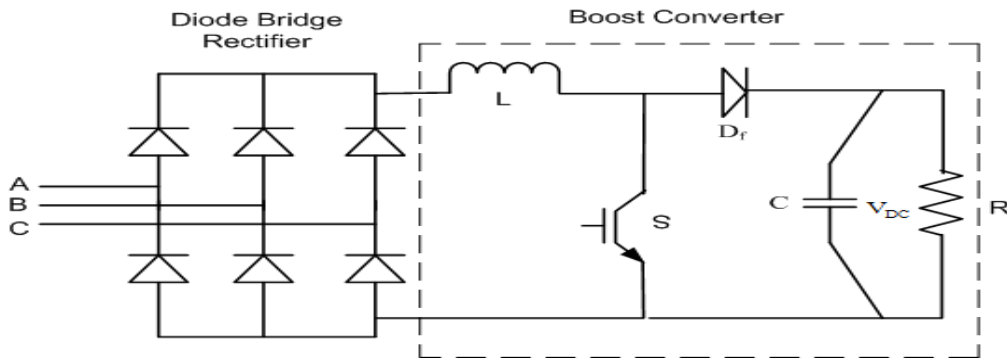 Diode Bridge
Rectifier
Boost Converter
L
Df
A
B
C
S
C
VDC
R